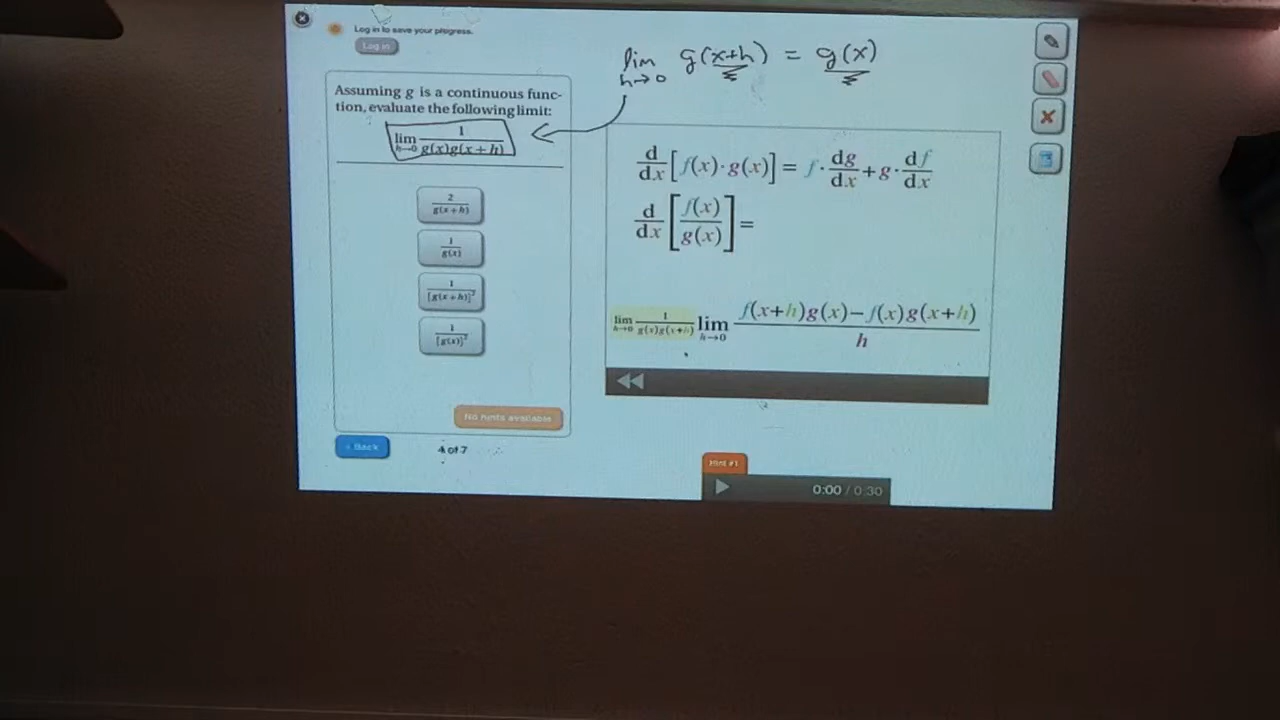 Log in to save your progress.
Log in
lim h→0 g(x+h) = g(x)
Assuming g is a continuous func-
tion, evaluate the following limit:
lim h→0 1/g(x)g(x+h)
2/g(x+h)
1/g(x)
1/[g(x+h)]²
1/[g(x)]²
No hints available
< Back
4 of 7
d/dx [f(x)·g(x)] = f·dg/dx + g·df/dx
d/dx [f(x)/g(x)] =
lim h→0 1/g(x)g(x+h) lim h→0 f(x+h)g(x)−f(x)g(x+h)/h
Hint #1
0:00 / 0:30